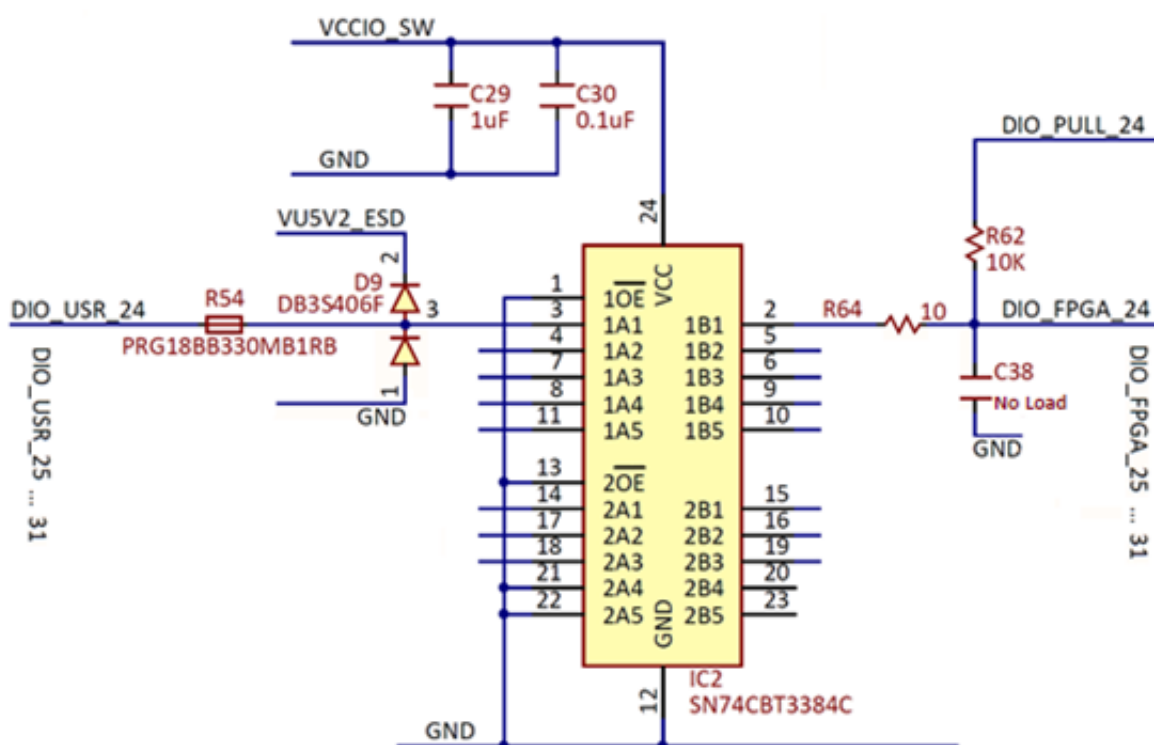 VCCIO_SW
C29
1uF
C30
0.1uF
GND
DIO_PULL_24
R62
10K
24
VU5V2_ESD
2
D9
DB3S406F
3
1
GND
DIO_USR_24
R54
PRG18BB330MB1RB
DIO_USR_25 ... 31
1 1OE VCC
3 1A1 1B1 2
4 1A2 1B2 5
7 1A3 1B3 6
8 1A4 1B4 9
11 1A5 1B5 10
13 2OE
14 2A1 2B1 15
17 2A2 2B2 16
18 2A3 2B3 19
21 2A4 2B4 20
22 2A5 2B5 23
GND
12
IC2
SN74CBT3384C
GND
R64 10
DIO_FPGA_24
C38
No Load
GND
DIO_FPGA_25 ... 31